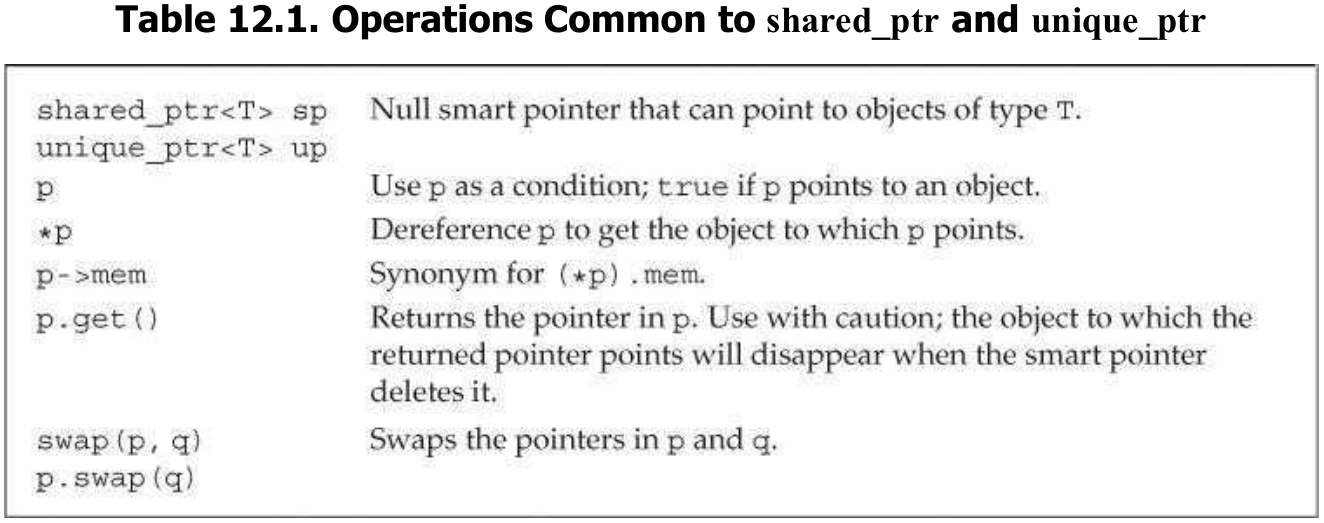 Table 12.1. Operations Common to shared_ptr and unique_ptr
shared_ptr<T> sp Null smart pointer that can point to objects of type T.
unique_ptr<T> up
p Use p as a condition; true if p points to an object.
*p Dereference p to get the object to which p points.
p->mem Synonym for (*p).mem.
p.get() Returns the pointer in p. Use with caution; the object to which the
returned pointer points will disappear when the smart pointer
deletes it.
swap(p, q) Swaps the pointers in p and q.
p.swap(q)